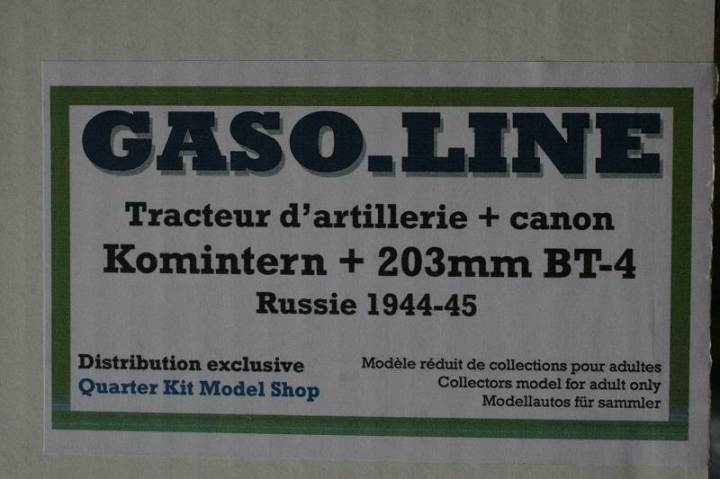 GASO.LINE
Tracteur d'artillerie + canon
Komintern + 203mm BT-4
Russie 1944-45
Distribution exclusive
Quarter Kit Model Shop
Modèle réduit de collections pour adultes
Collectors model for adult only
Modellautos für sammler